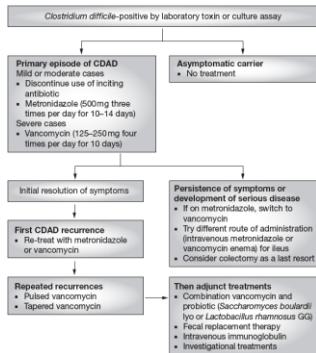 Clostridium difficile-positive by laboratory toxin or culture assay
Primary episode of CDAD
Mild or moderate cases
• Discontinue use of inciting
antibiotic
• Metronidazole (500mg three
times per day for 10–14 days)
Severe cases
• Vancomycin (125–250mg four
times per day for 10 days)
Asymptomatic carrier
• No treatment
Initial resolution of symptoms
Persistence of symptoms or
development of serious disease
• If on metronidazole, switch to
vancomycin
• Try different route of administration
(intravenous metronidazole or
vancomycin enema) for ileus
• Consider colectomy as a last resort
First CDAD recurrence
• Re-treat with metronidazole
or vancomycin
Repeated recurrences
• Pulsed vancomycin
• Tapered vancomycin
Then adjunct treatments
• Combination vancomycin and
probiotic (Saccharomyces boulardii
lyo or Lactobacillus rhamnosus GG)
• Fecal replacement therapy
• Intravenous immunoglobulin
• Investigational treatments